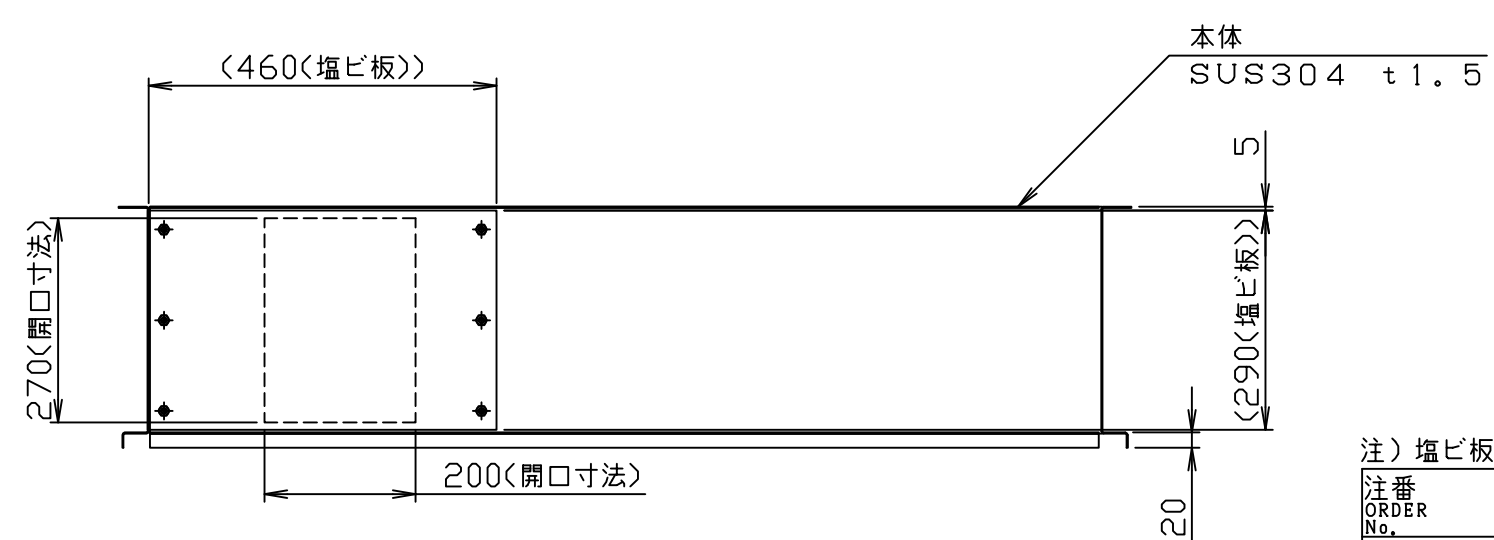 本体
SUS304 t1.5
(460(塩ビ板))
5
270(開口寸法)
(290(塩ビ板))
200(開口寸法)
20
注)塩ビ板
注番
ORDER
No.